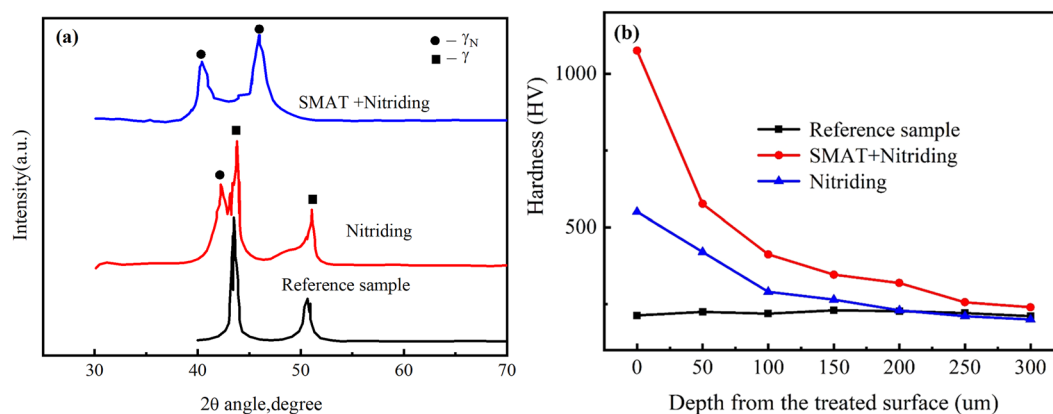 (a)
● – γN
■ – γ
SMAT +Nitriding
Nitriding
Reference sample
Intensity(a.u.)
30 40 50 60 70
2θ angle,degree
(b)
1000
500
Hardness (HV)
Reference sample
SMAT+Nitriding
Nitriding
0 50 100 150 200 250 300
Depth from the treated surface (um)